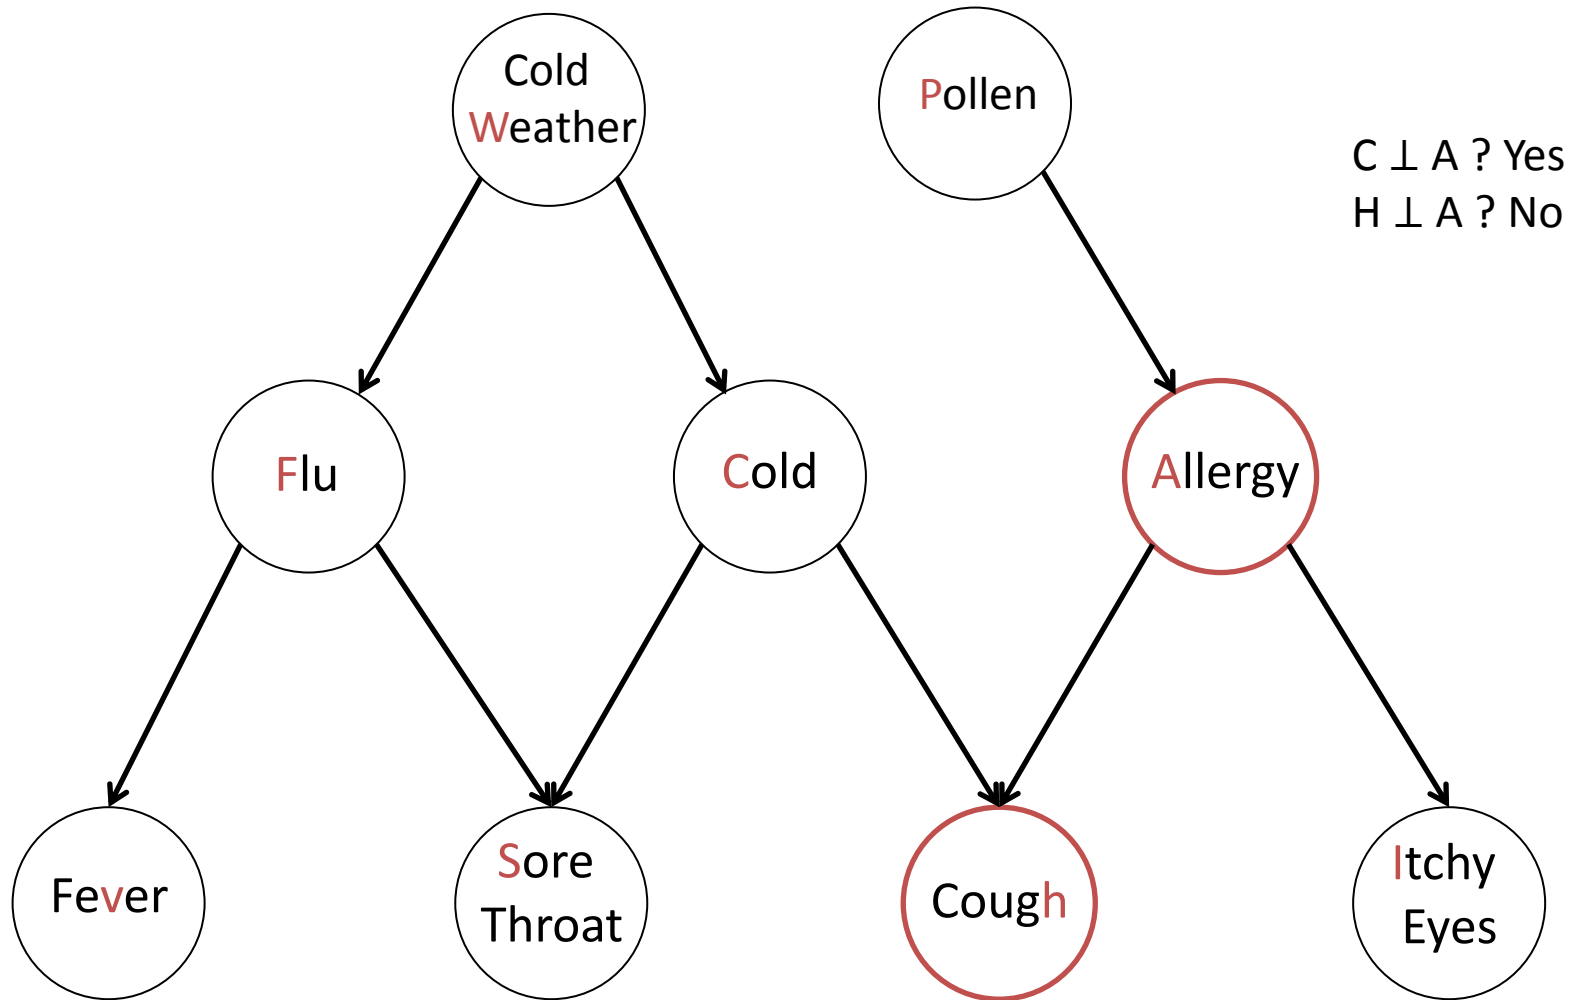 Cold
Weather
Pollen
C ⊥ A ? Yes
H ⊥ A ? No
Flu
Cold
Allergy
Fever
Sore
Throat
Cough
Itchy
Eyes